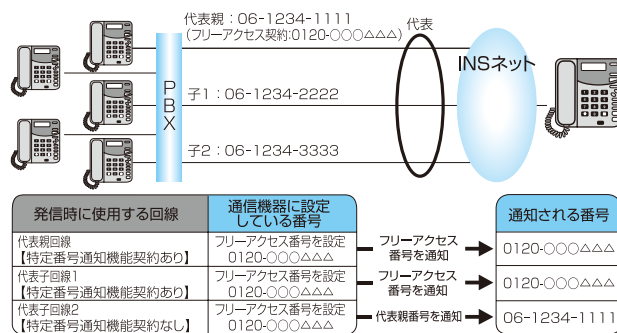 代表親：06-1234-1111
(フリーアクセス契約:0120-○○○△△△)
代表
INSネット
PBX
子1：06-1234-2222
子2：06-1234-3333
発信時に使用する回線
通信機器に設定
している番号
通知される番号
代表親回線
【特定番号通知機能契約あり】
フリーアクセス番号を設定
0120-○○○△△△
フリーアクセス
番号を通知
0120-○○○△△△
代表子回線1
【特定番号通知機能契約あり】
フリーアクセス番号を設定
0120-○○○△△△
フリーアクセス
番号を通知
0120-○○○△△△
代表子回線2
【特定番号通知機能契約なし】
フリーアクセス番号を設定
0120-○○○△△△
代表親番号を通知
06-1234-1111